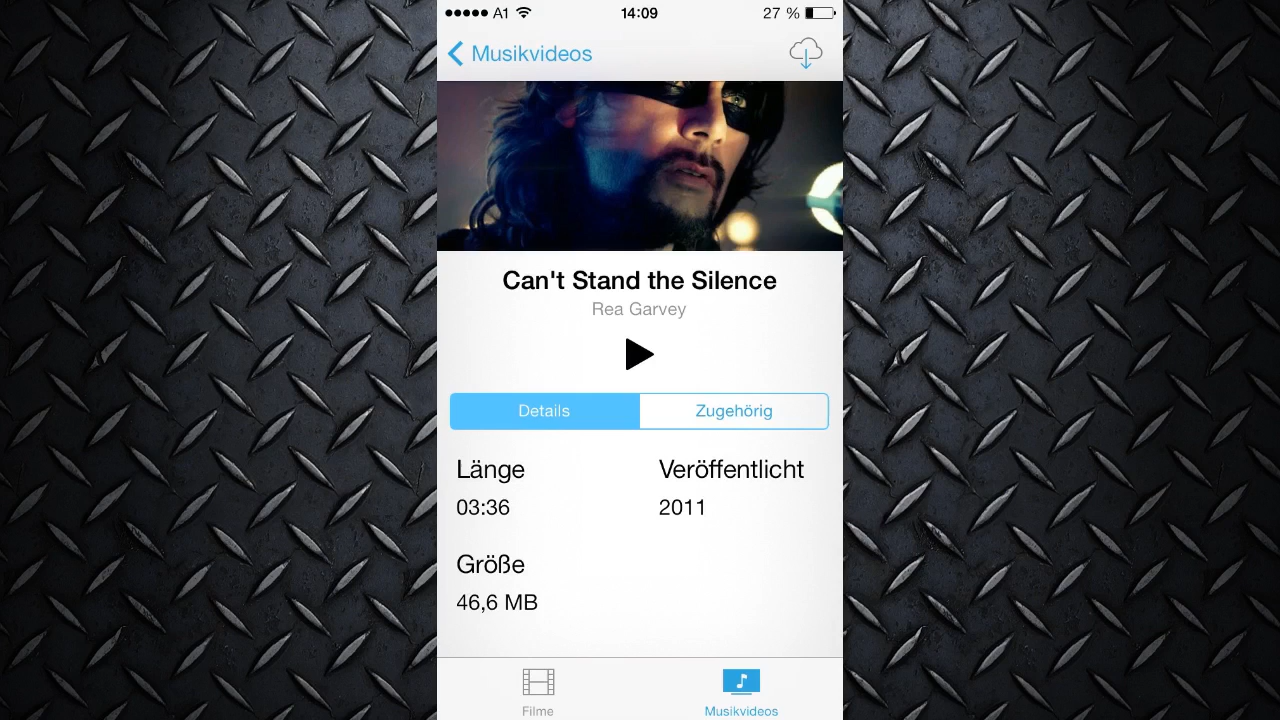 A1 14:09 27 %
Musikvideos
Can't Stand the Silence
Rea Garvey
Details Zugehörig
Länge Veröffentlicht
03:36 2011
Größe
46,6 MB
Filme Musikvideos